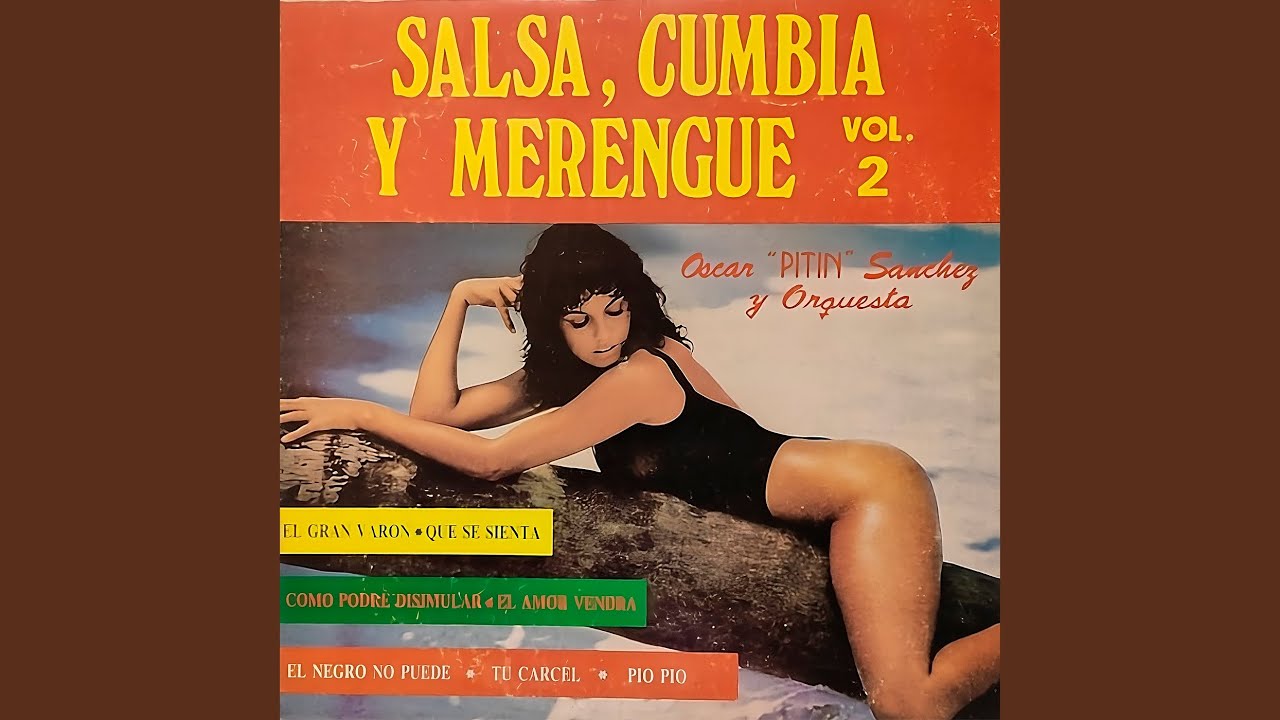 SALSA, CUMBIA
Y MERENGUE VOL. 2
Oscar "PITIN" Sanchez
y Orquesta
EL GRAN VARON * QUE SE SIENTA
COMO PODRE DISIMULAR * EL AMOR VENDRA
EL NEGRO NO PUEDE * TU CARCEL * PIO PIO